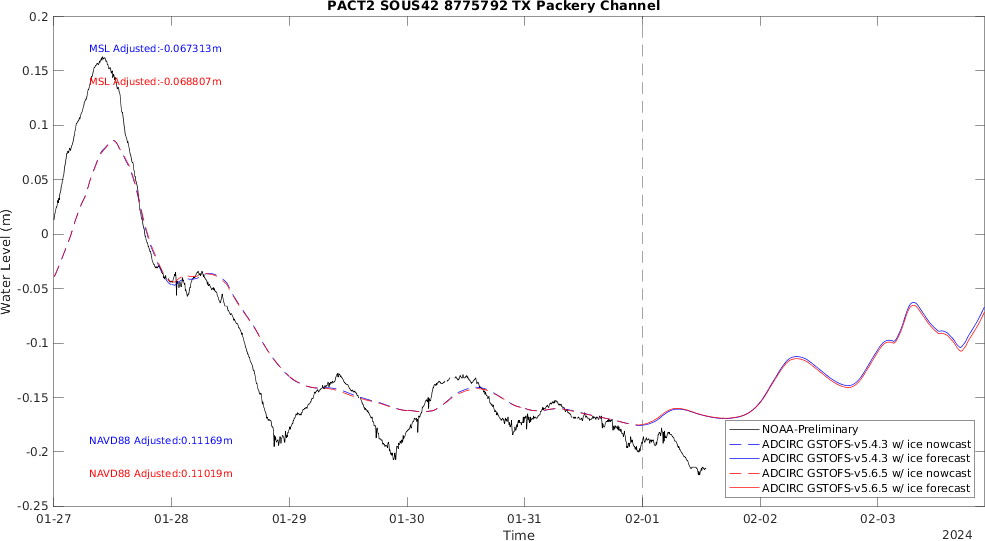 PACT2 SOUS42 8775792 TX Packery Channel
0.2
MSL Adjusted:-0.067313m
0.15
MSL Adjusted:-0.068807m
0.1
0.05
0
Water Level (m)
-0.05
-0.1
-0.15
NAVD88 Adjusted:0.11169m
-0.2
NAVD88 Adjusted:0.11019m
-0.25
NOAA-Preliminary
ADCIRC GSTOFS-v5.4.3 w/ ice nowcast
ADCIRC GSTOFS-v5.4.3 w/ ice forecast
ADCIRC GSTOFS-v5.6.5 w/ ice nowcast
ADCIRC GSTOFS-v5.6.5 w/ ice forecast
01-27 01-28 01-29 01-30 01-31 02-01 02-02 02-03
Time
2024